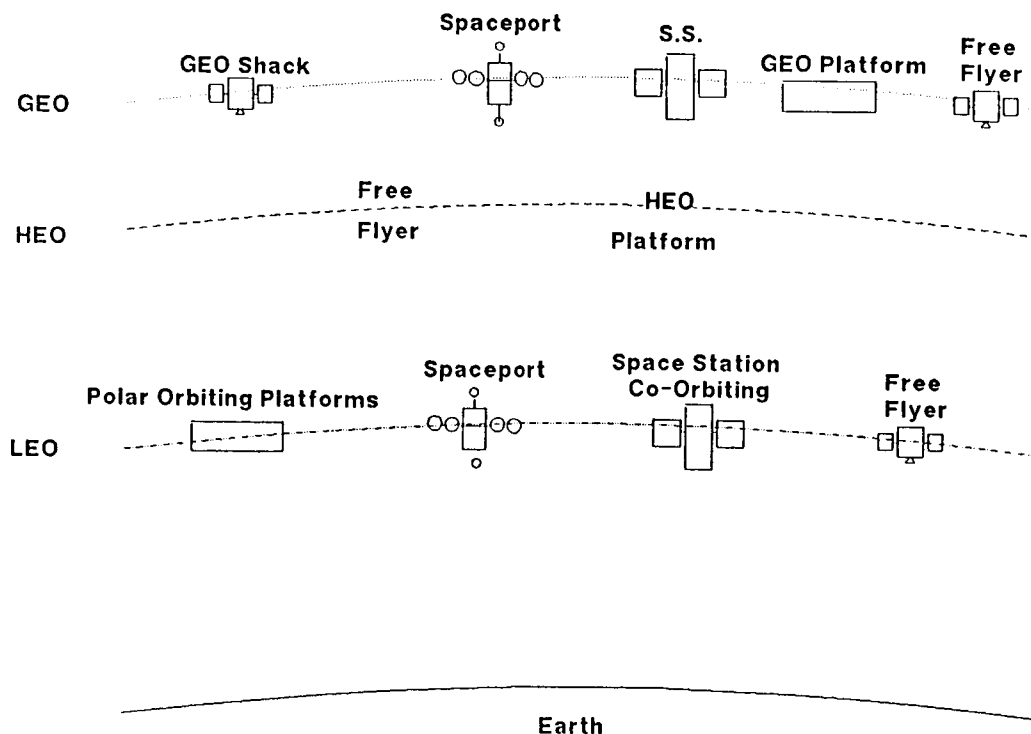 Spaceport
S.S.
GEO Shack
GEO Platform
Free
Flyer
GEO
Free
Flyer
HEO
Platform
HEO
Polar Orbiting Platforms
Spaceport
Space Station
Co-Orbiting
Free
Flyer
LEO
Earth